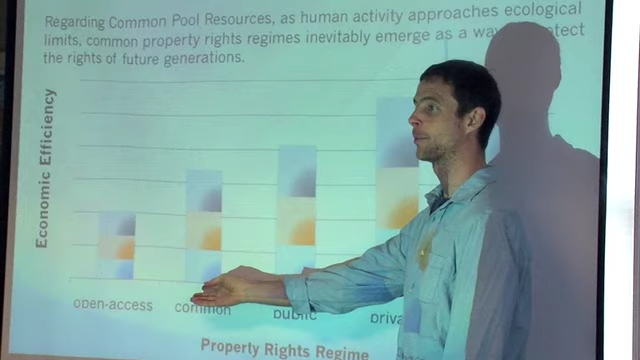 Regarding Common Pool Resources, as human activity approaches ecological
limits, common property rights regimes inevitably emerge as a
the rights of future generations.
Economic Efficiency
open-access
common
public
Property Rights Regime